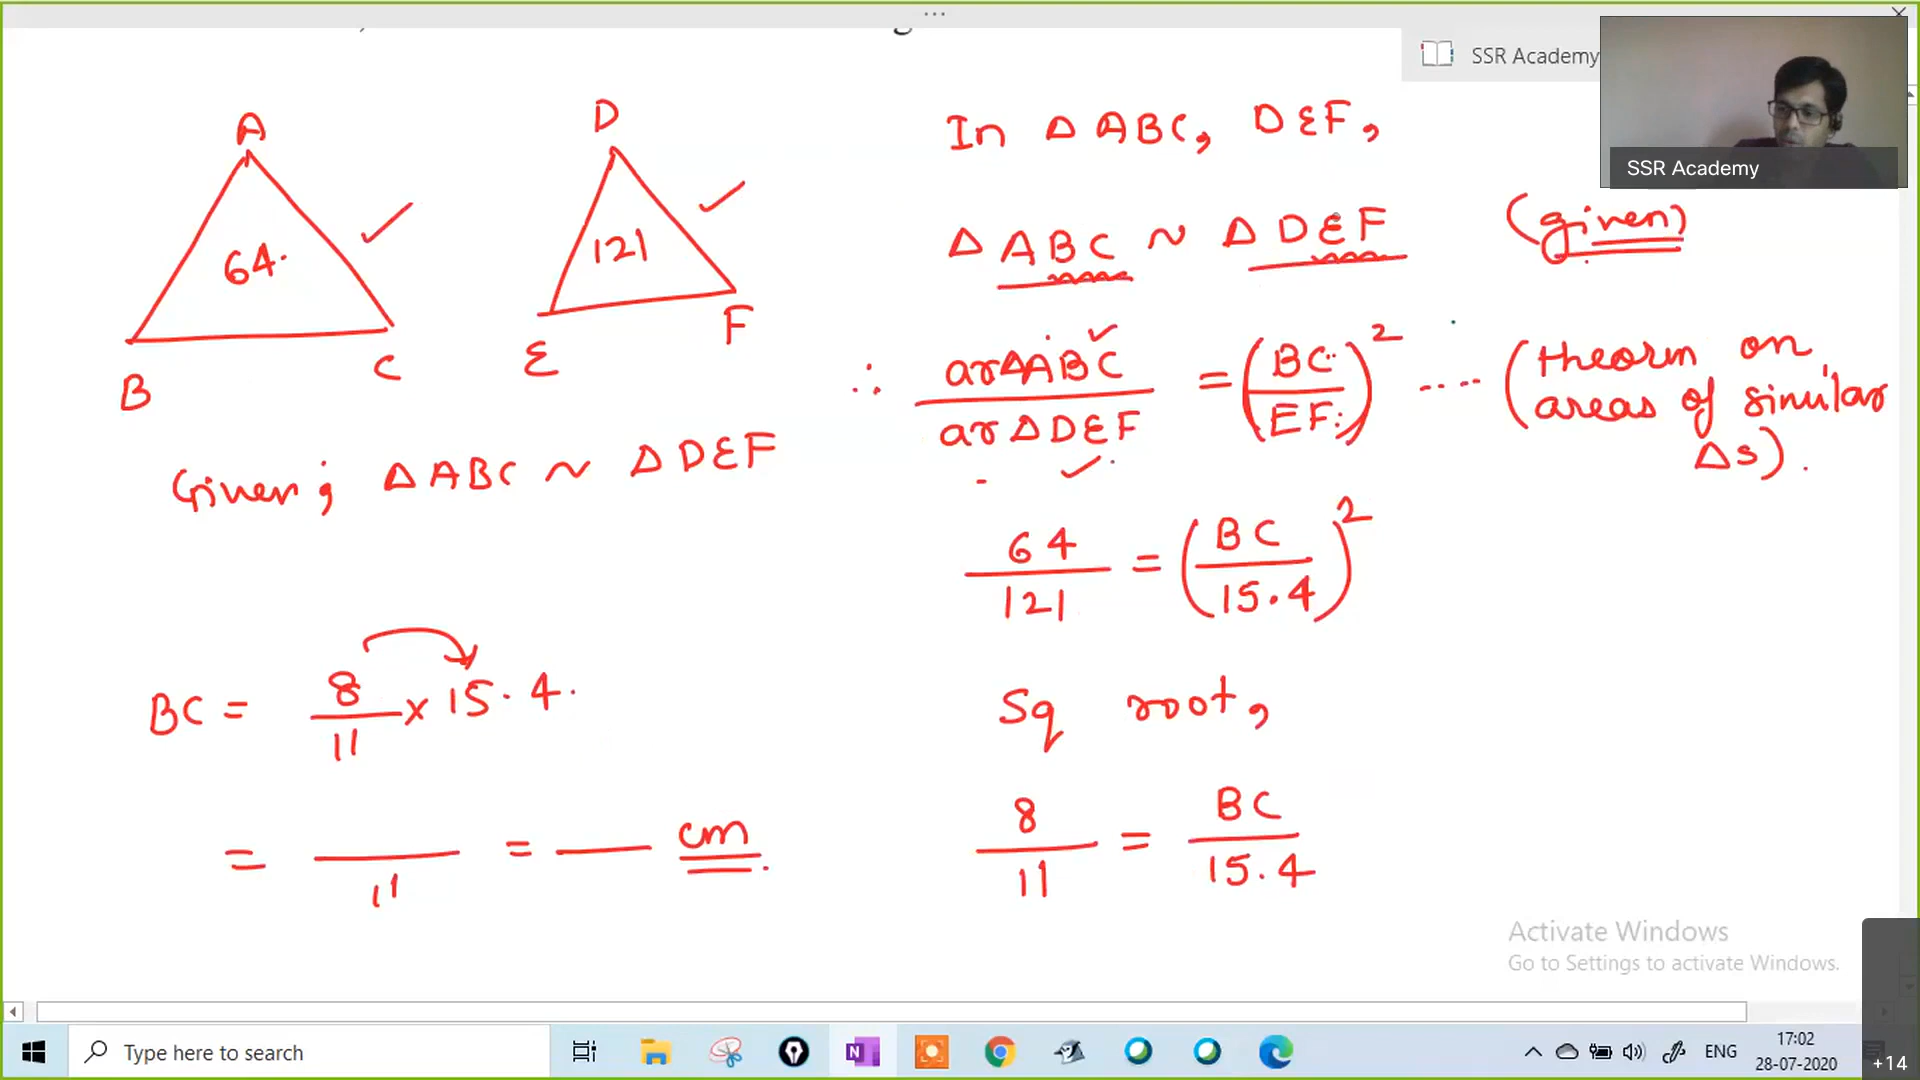 SSR Academy
SSR Academy
A
64.
B
C
D
121
E
F
Given; △ABC ~ △DEF
In △ABC, DEF,
△ABC ~ △DEF (given)
∴ ar△ABC / ar△DEF = (BC / EF)² .... (theorm on
areas of similar
△s).
64 / 121 = (BC / 15.4)²
Sq root,
8 / 11 = BC / 15.4
BC = 8 / 11 × 15.4.
= ___ / 11 = ___ cm.
Activate Windows
Go to Settings to activate Windows.
Type here to search
ENG
17:02
28-07-2020
+14